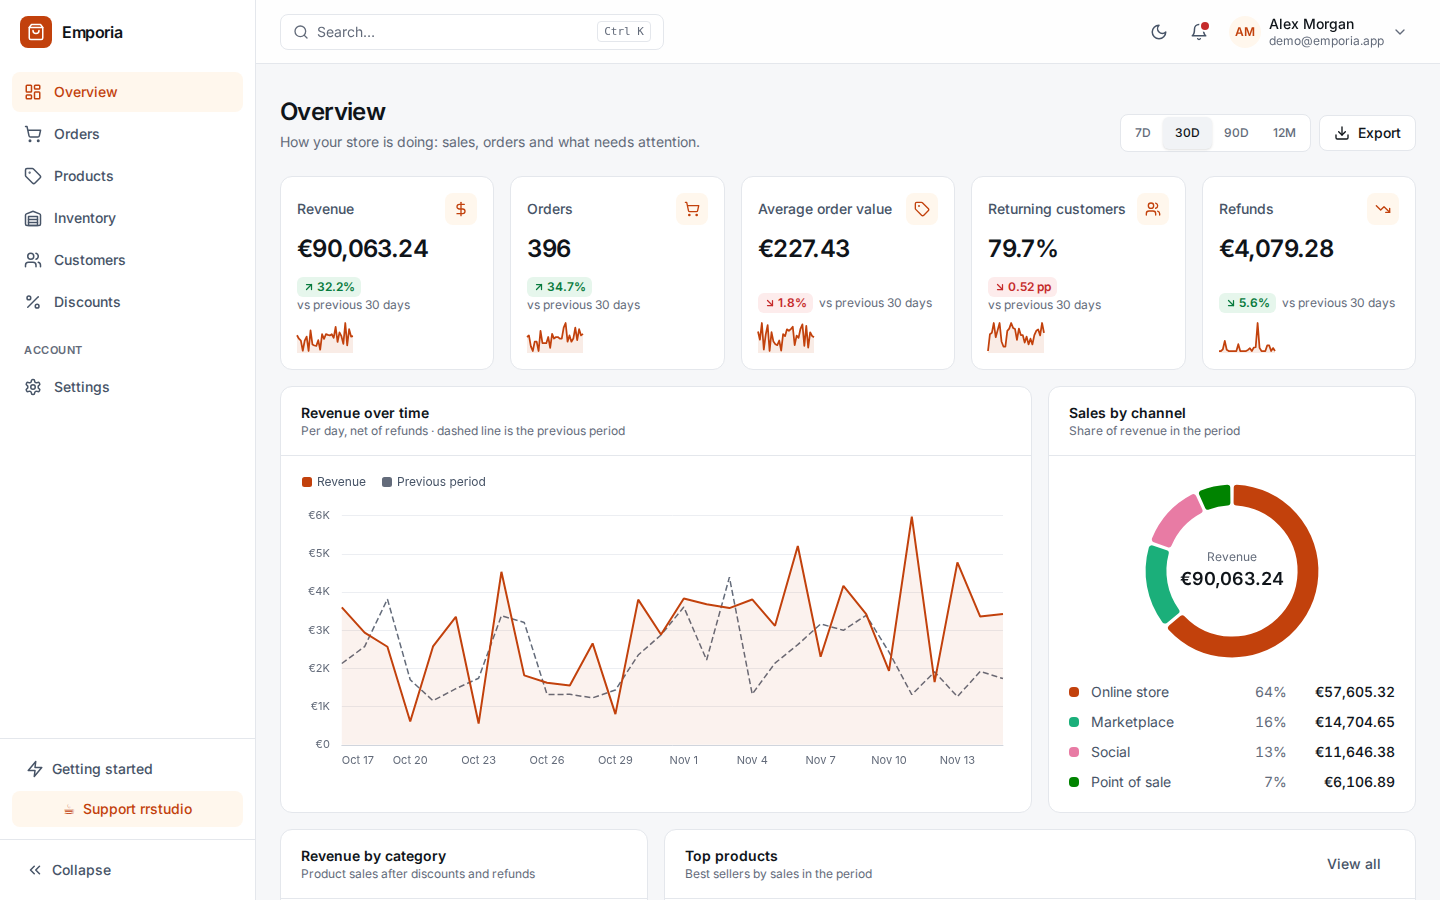 Emporia
Search...
Ctrl K
AM
Alex Morgan
demo@emporia.app
Overview
Orders
Products
Inventory
Customers
Discounts
ACCOUNT
Settings
Getting started
Support rrstudio
Collapse
Overview
How your store is doing: sales, orders and what needs attention.
7D
30D
90D
12M
Export
Revenue
€90,063.24
32.2%
vs previous 30 days
Orders
396
34.7%
vs previous 30 days
Average order value
€227.43
1.8% vs previous 30 days
Returning customers
79.7%
0.52 pp
vs previous 30 days
Refunds
€4,079.28
5.6% vs previous 30 days
Revenue over time
Per day, net of refunds · dashed line is the previous period
Revenue
Previous period
€6K
€5K
€4K
€3K
€2K
€1K
€0
Oct 17 Oct 20 Oct 23 Oct 26 Oct 29 Nov 1 Nov 4 Nov 7 Nov 10 Nov 13
Sales by channel
Share of revenue in the period
Revenue
€90,063.24
Online store 64% €57,605.32
Marketplace 16% €14,704.65
Social 13% €11,646.38
Point of sale 7% €6,106.89
Revenue by category
Product sales after discounts and refunds
Top products
Best sellers by sales in the period
View all